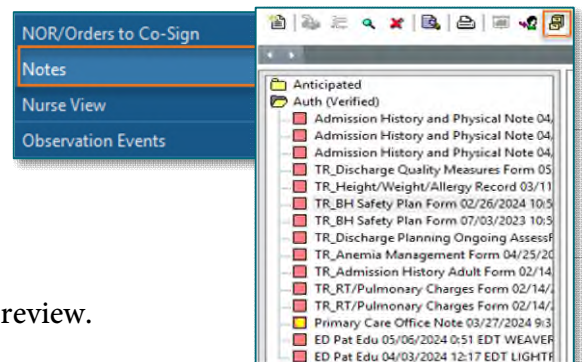 NOR/Orders to Co-Sign
Notes
Nurse View
Observation Events
Anticipated
Auth (Verified)
Admission History and Physical Note 04/
Admission History and Physical Note 04/
Admission History and Physical Note 04/
TR_Discharge Quality Measures Form 05
TR_Height/Weight/Allergy Record 03/11
TR_BH Safety Plan Form 02/26/2024 10:5
TR_BH Safety Plan Form 07/03/2023 10:5
TR_Discharge Planning Ongoing Assess
TR_Anemia Management Form 04/25/20
TR_Admission History Adult Form 02/14
TR_RT/Pulmonary Charges Form 02/14/
TR_RT/Pulmonary Charges Form 02/14/
Primary Care Office Note 03/27/2024 9:3
ED Pat Edu 05/06/2024 0:51 EDT WEAVER
ED Pat Edu 04/03/2024 12:17 EDT LIGHTF
review.